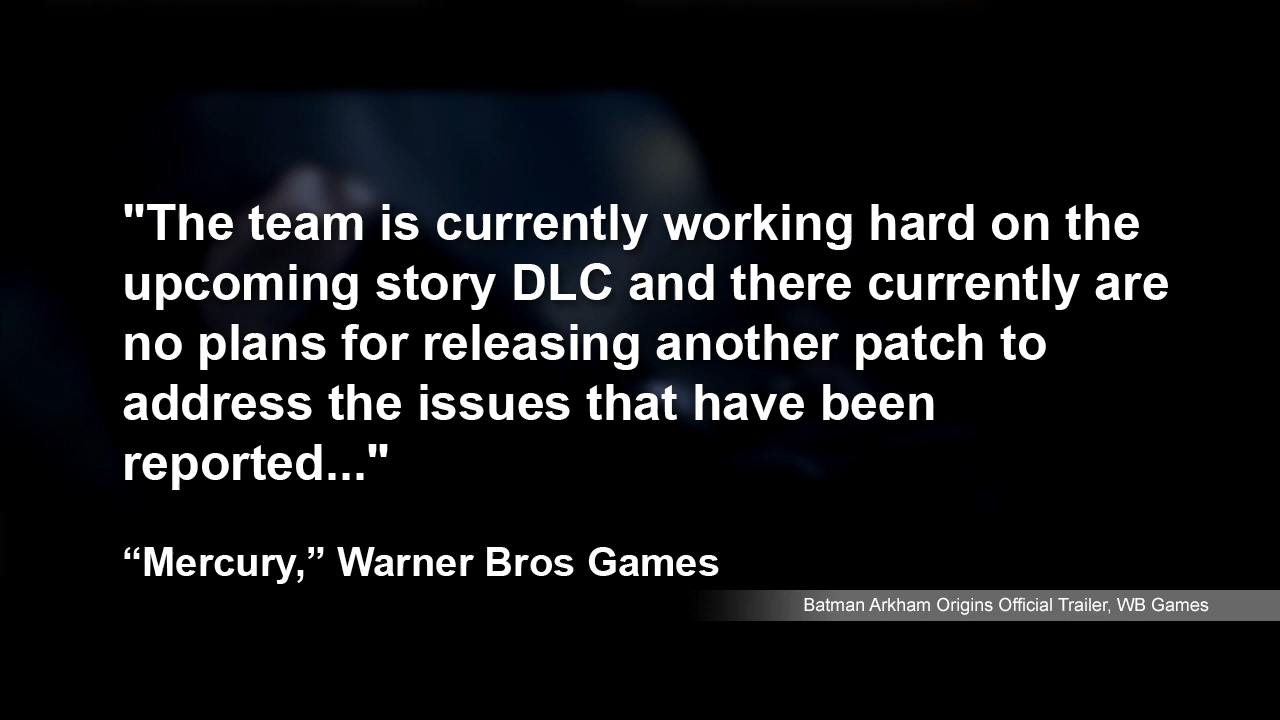 "The team is currently working hard on the
upcoming story DLC and there currently are
no plans for releasing another patch to
address the issues that have been
reported..."
“Mercury,” Warner Bros Games
Batman Arkham Origins Official Trailer, WB Games